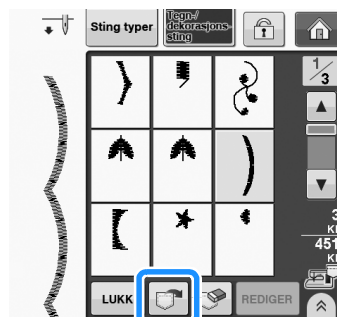 Sting typer
Tegn-/
dekorasjons-
sting
1/3
LUKK
REDIGER